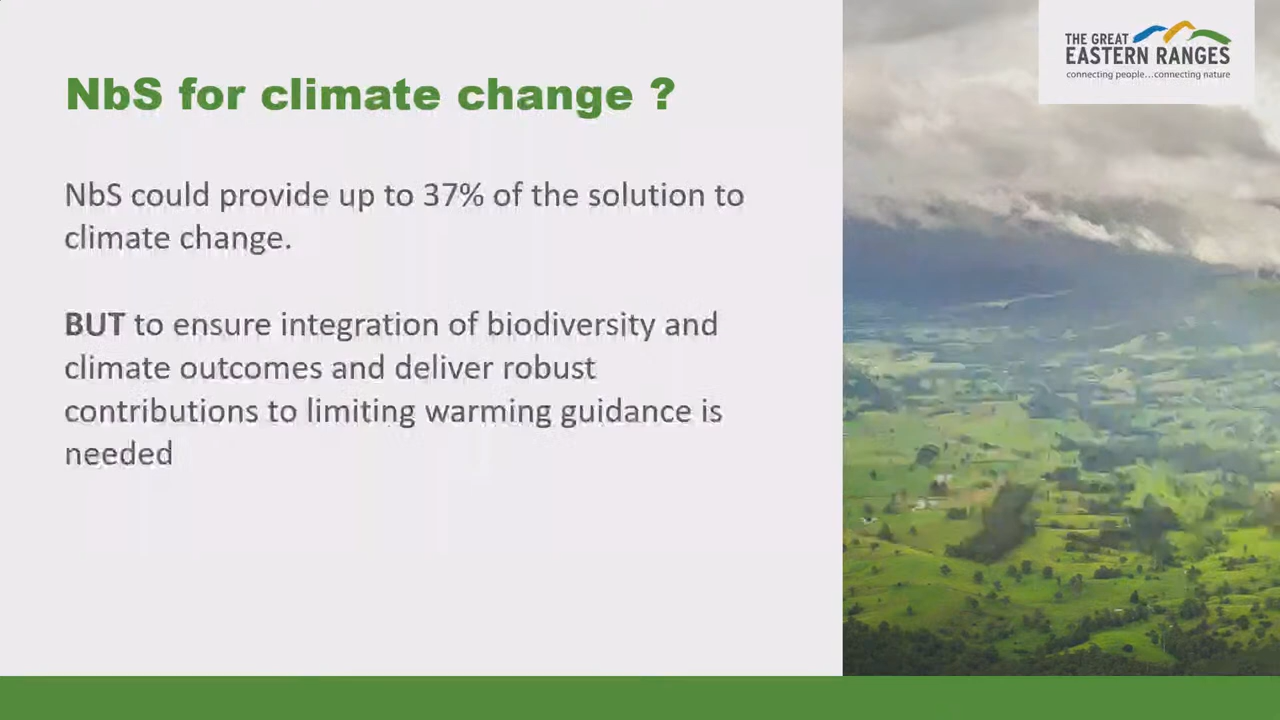 THE GREAT
EASTERN RANGES
connecting people...connecting nature
NbS for climate change ?
NbS could provide up to 37% of the solution to
climate change.
BUT to ensure integration of biodiversity and
climate outcomes and deliver robust
contributions to limiting warming guidance is
needed